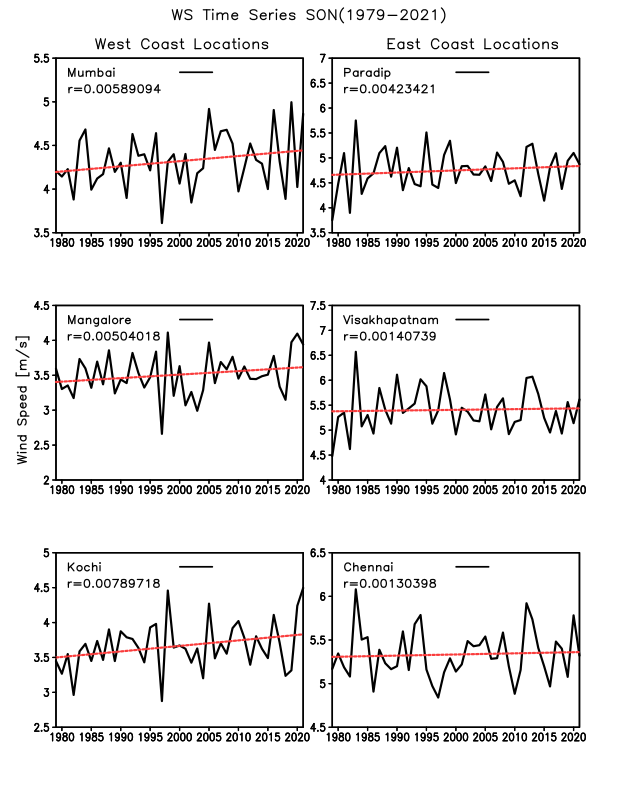 WS Time Series SON(1979-2021)
West Coast Locations
East Coast Locations
Mumbai
r=0.00589094
5.5
5
4.5
4
3.5
1980 1985 1990 1995 2000 2005 2010 2015 2020
Paradip
r=0.00423421
7
6.5
6
5.5
5
4.5
4
3.5
1980 1985 1990 1995 2000 2005 2010 2015 2020
Wind Speed [m/s]
Mangalore
r=0.00504018
4.5
4
3.5
3
2.5
2
1980 1985 1990 1995 2000 2005 2010 2015 2020
Visakhapatnam
r=0.00140739
7.5
7
6.5
6
5.5
5
4.5
4
1980 1985 1990 1995 2000 2005 2010 2015 2020
Kochi
r=0.00789718
5
4.5
4
3.5
3
2.5
1980 1985 1990 1995 2000 2005 2010 2015 2020
Chennai
r=0.00130398
6.5
6
5.5
5
4.5
1980 1985 1990 1995 2000 2005 2010 2015 2020